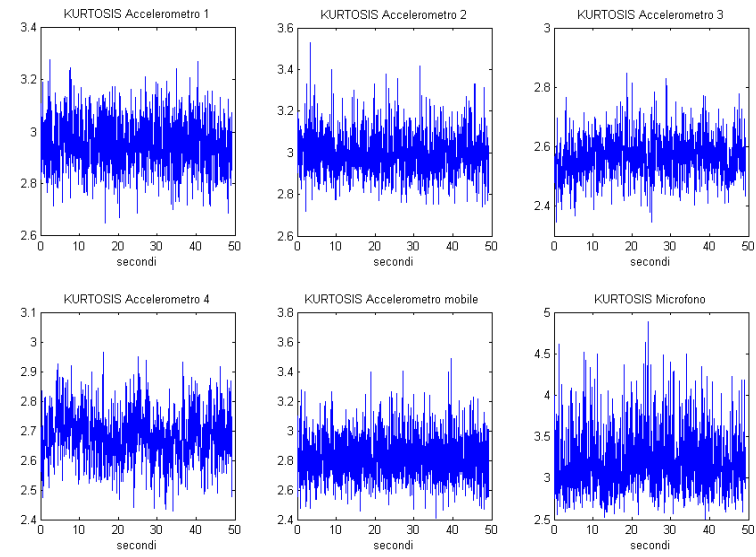 KURTOSIS Accelerometro 1
3.4
3.2
3
2.8
2.6
0 10 20 30 40 50
secondi
KURTOSIS Accelerometro 2
3.6
3.4
3.2
3
2.8
2.6
0 10 20 30 40 50
secondi
KURTOSIS Accelerometro 3
3
2.8
2.6
2.4
0 10 20 30 40 50
secondi
KURTOSIS Accelerometro 4
3.1
3
2.9
2.8
2.7
2.6
2.5
2.4
0 10 20 30 40 50
secondi
KURTOSIS Accelerometro mobile
3.8
3.6
3.4
3.2
3
2.8
2.6
2.4
0 10 20 30 40 50
secondi
KURTOSIS Microfono
5
4.5
4
3.5
3
2.5
0 10 20 30 40 50
secondi